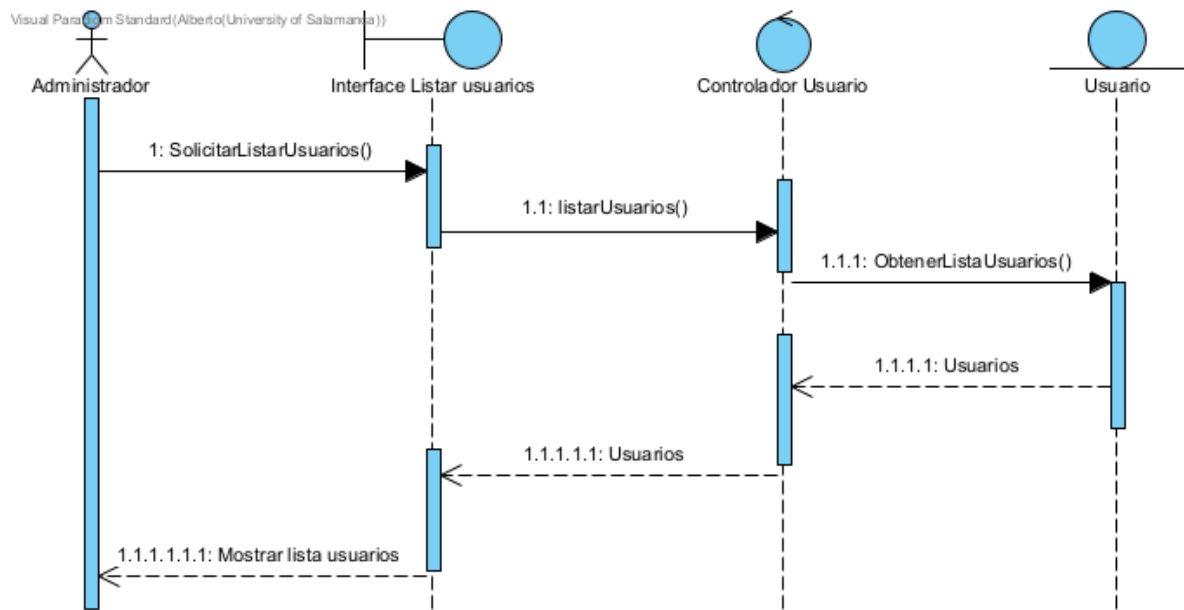 Visual Paradigm Standard(Alberto(University of Salamanca))
Administrador
Interface Listar usuarios
Controlador Usuario
Usuario
1: SolicitarListarUsuarios()
1.1: listarUsuarios()
1.1.1: ObtenerListaUsuarios()
1.1.1.1: Usuarios
1.1.1.1.1: Usuarios
1.1.1.1.1.1: Mostrar lista usuarios